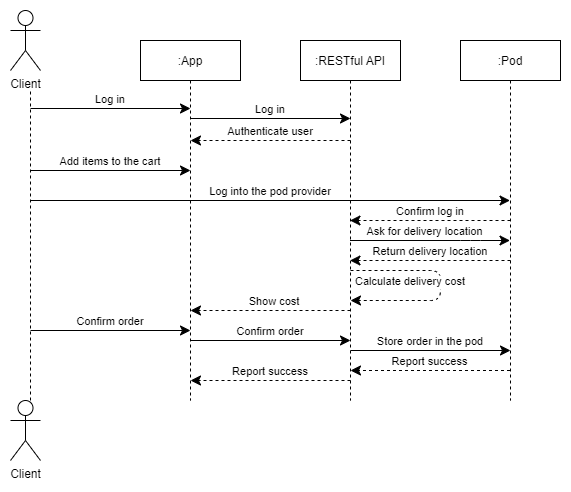 Client
:App
:RESTful API
:Pod
Log in
Log in
Authenticate user
Add items to the cart
Log into the pod provider
Confirm log in
Ask for delivery location
Return delivery location
Calculate delivery cost
Show cost
Confirm order
Confirm order
Store order in the pod
Report success
Report success
Client